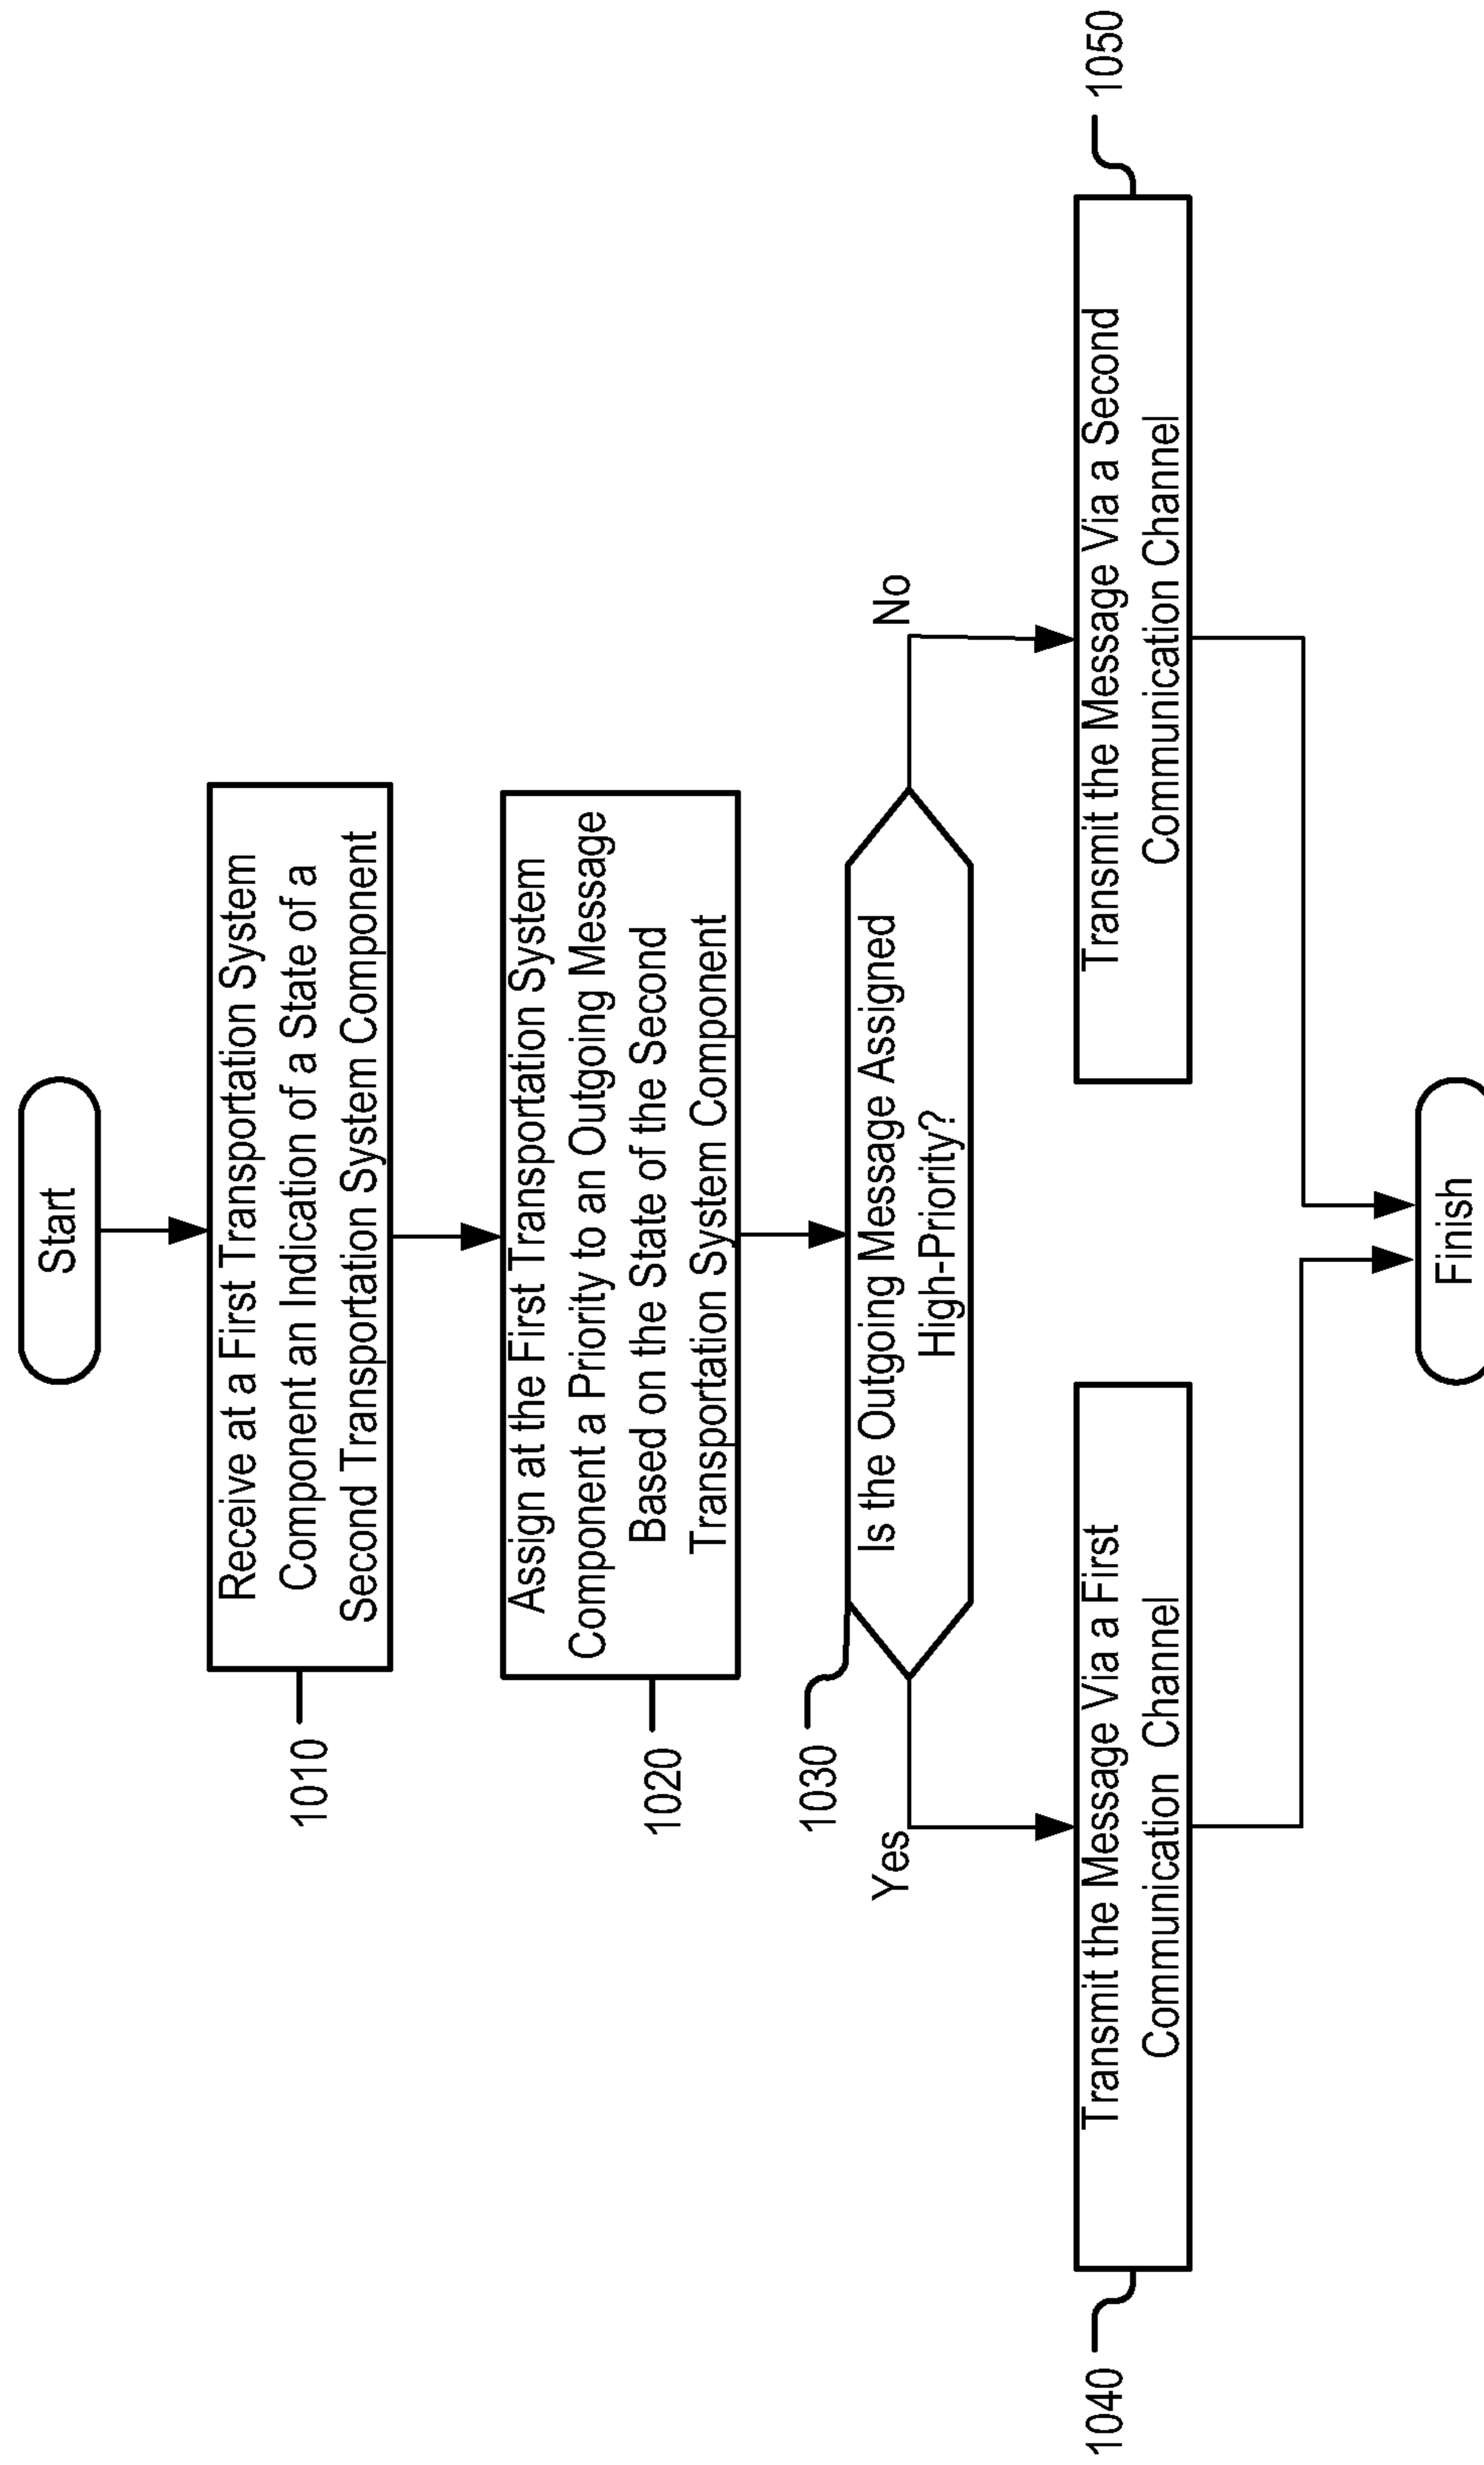 Start
Receive at a First Transportation System
Component an Indication of a State of a
Second Transportation System Component
1010
Assign at the First Transportation System
Component a Priority to an Outgoing Message
Based on the State of the Second
Transportation System Component
1020
1030
Is the Outgoing Message Assigned
High-Priority?
Yes
No
1040
Transmit the Message Via a First
Communication Channel
Transmit the Message Via a Second
Communication Channel
1050
Finish